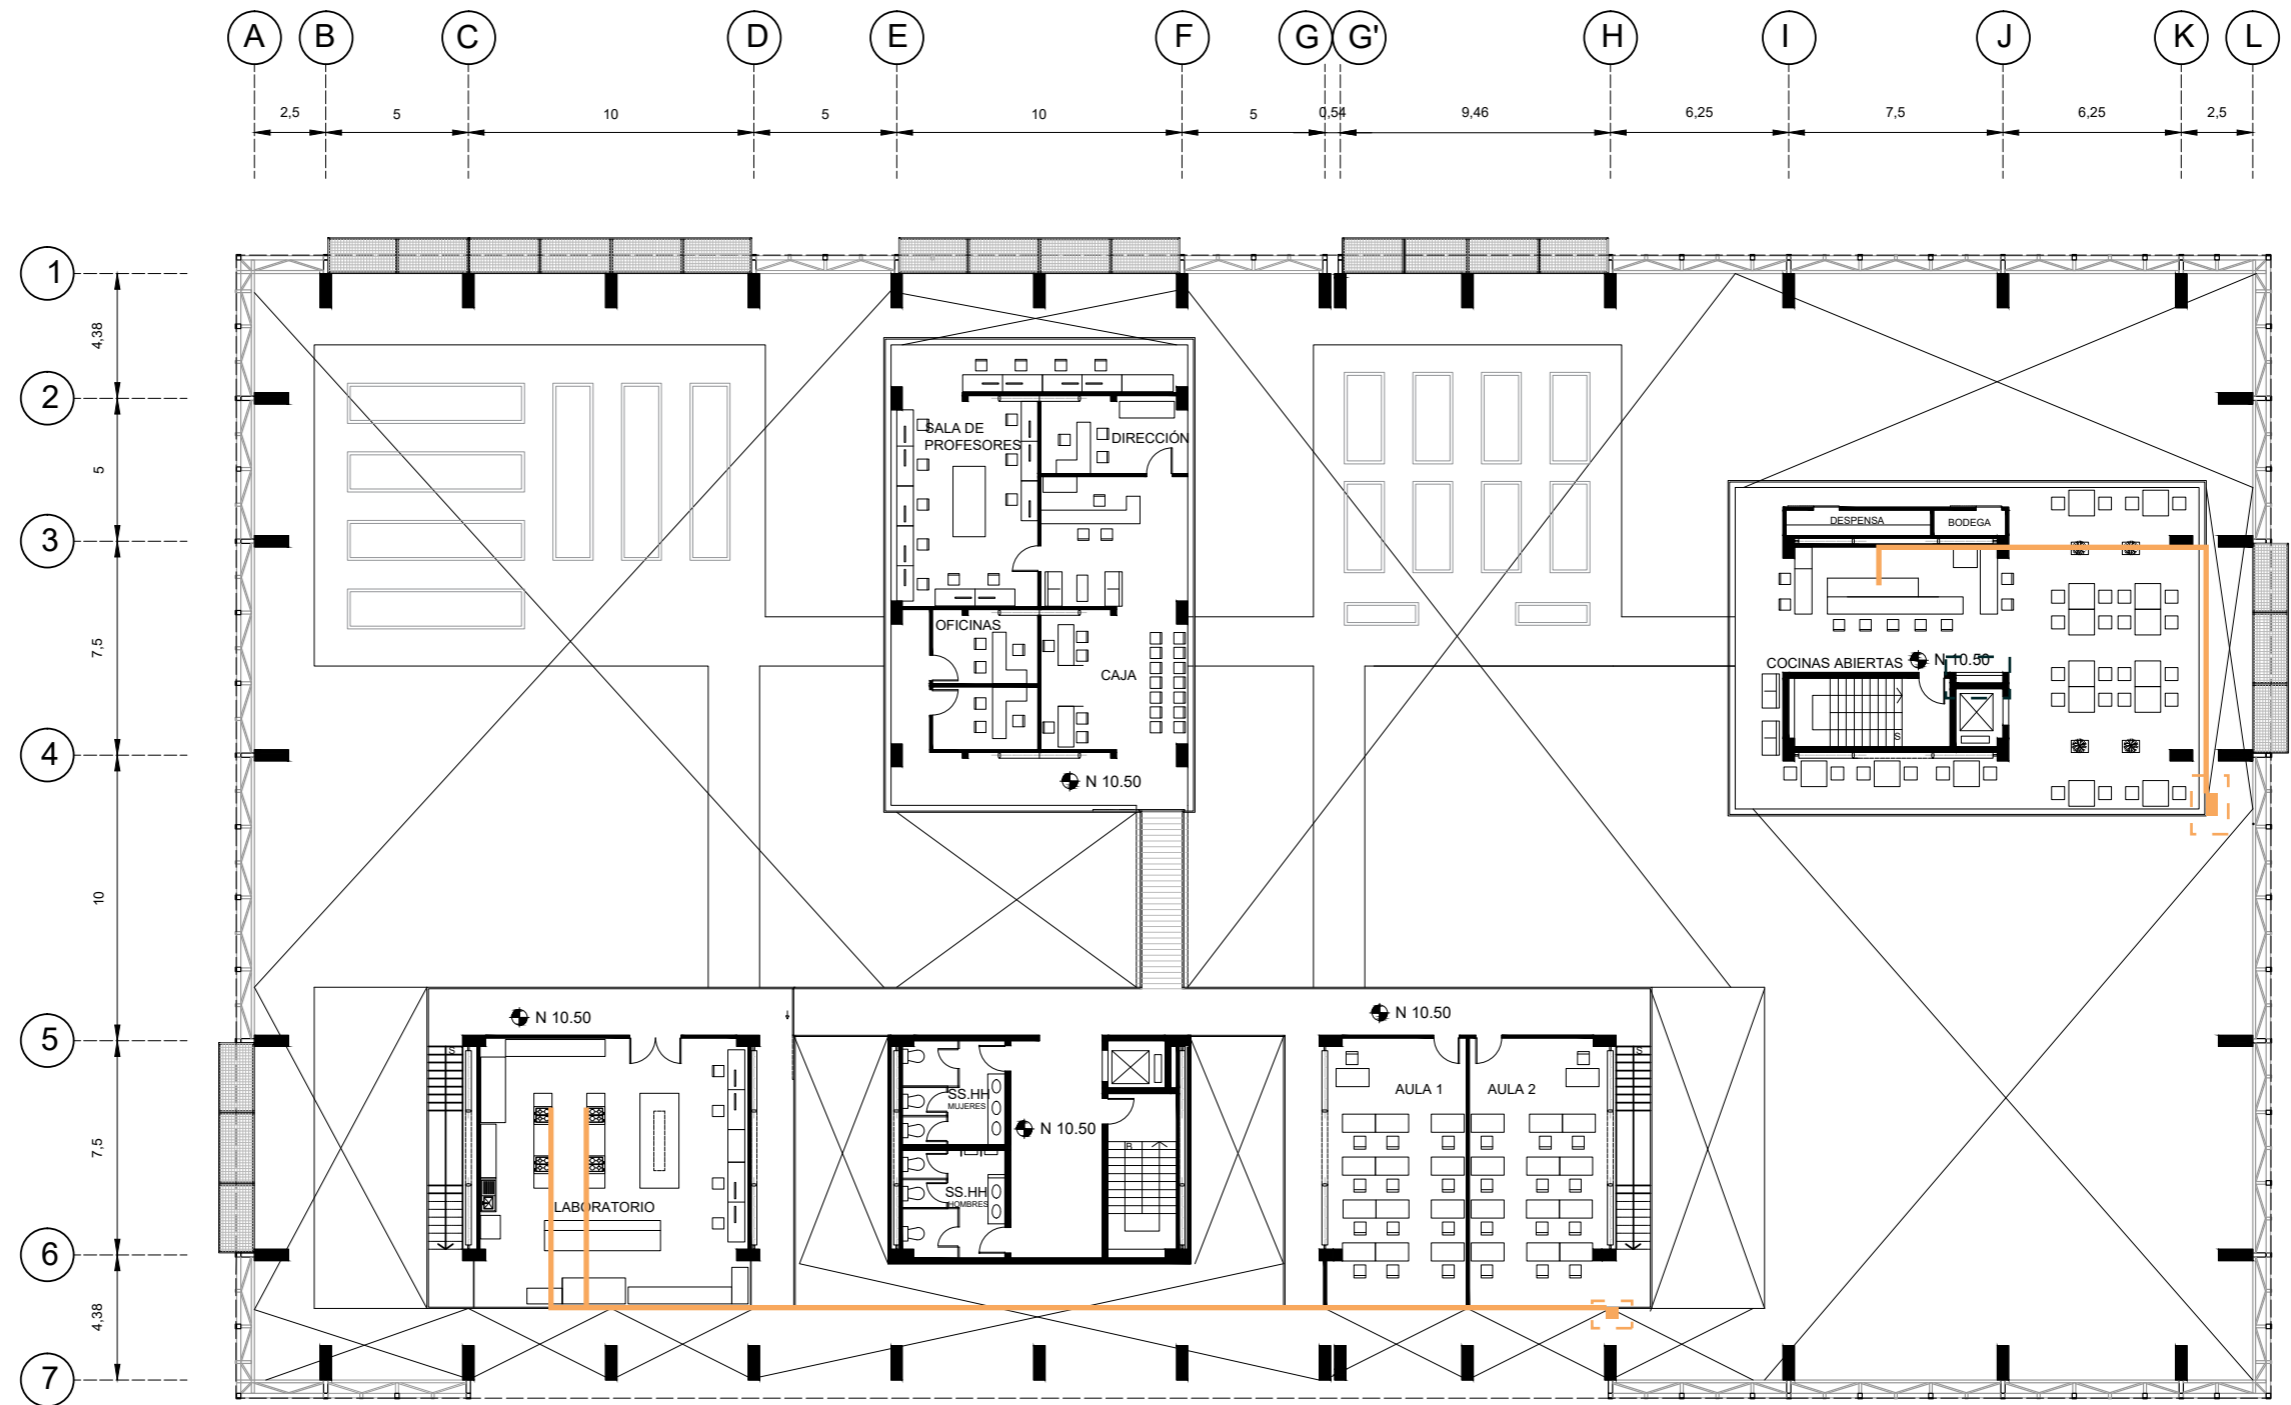 A B C D E F G G' H I J K L
2,5 5 10 5 10 5 0,54 9,46 6,25 7,5 6,25 2,5
1
4,38
2
5
3
7,5
4
10
5
7,5
6
4,38
7
SALA DE
PROFESORES
DIRECCIÓN
OFICINAS
CAJA
N 10.50
DESPENSA
BODEGA
COCINAS ABIERTAS
N 10.50
S
N 10.50
S
LABORATORIO
SS.HH
MUJERES
N 10.50
SS.HH
HOMBRES
B
N 10.50
AULA 1
AULA 2
S